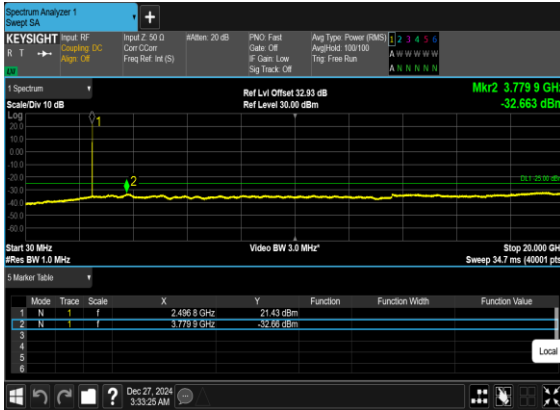 Spectrum Analyzer 1
Swept SA
+
KEYSIGHT
R T
LXI
Input: RF
Coupling: DC
Align: Off
Input Z: 50 Ω
Corr CCorr
Freq Ref: Int (S)
#Atten: 20 dB
PNO: Fast
Gate: Off
IF Gain: Low
Sig Track: Off
Avg Type: Power (RMS)
Avg|Hold: 100/100
Trig: Free Run
1 2 3 4 5 6
A W W W W W
A N N N N N
1 Spectrum
Scale/Div 10 dB
Ref Lvl Offset 32.93 dB
Ref Level 30.00 dBm
Mkr2 3.779 9 GHz
-32.663 dBm
Log
20.0
10.0
0.00
-10.0
-20.0
-30.0
-40.0
-50.0
-60.0
1
2
Start 30 MHz
#Res BW 1.0 MHz
Video BW 3.0 MHz*
Stop 20.000 GH
Sweep 34.7 ms (40001 pts
5 Marker Table
Mode Trace Scale X Y Function Function Width Function Value
1 N 1 f 2.496 8 GHz 21.43 dBm
2 N 1 f 3.779 9 GHz -32.66 dBm
3
4
5
6
Local
?
Dec 27, 2024
3:33:25 AM